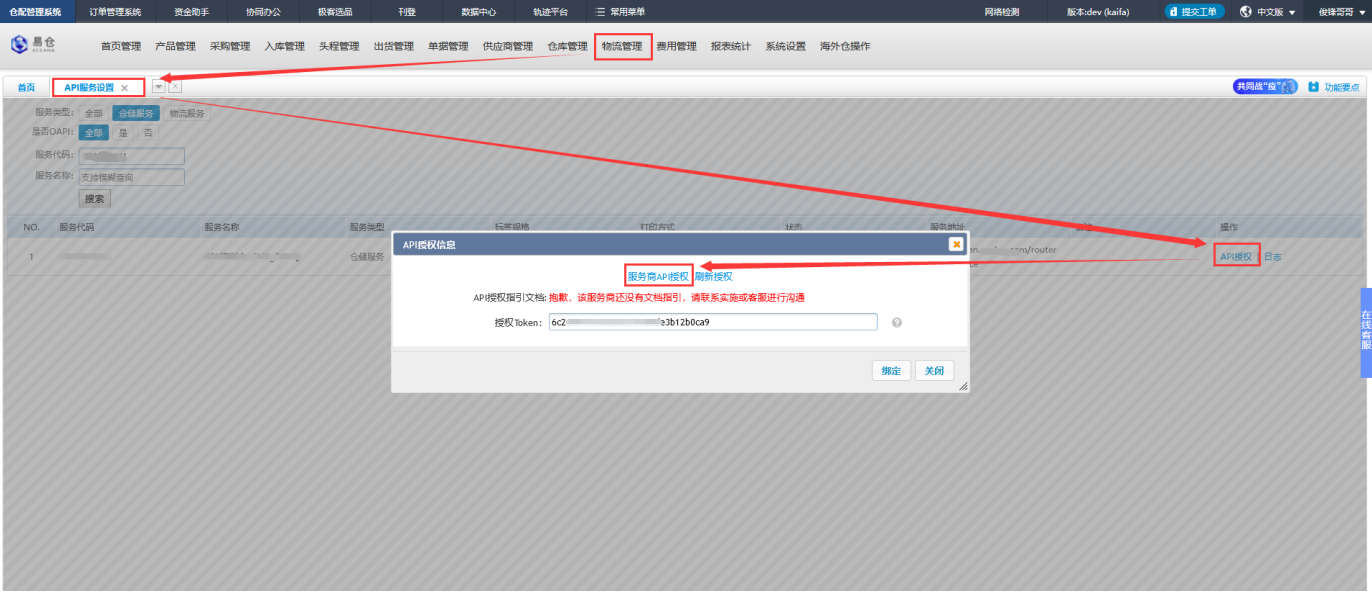 仓配管理系统 订单管理系统 资金助手 协同办公 极客选品 刊登 数据中心 轨迹平台 常用菜单 网络检测 版本:dev (kaifa) 提交工单 中文版 俊锋哥哥
易仓 ECCANG 首页管理 产品管理 采购管理 入库管理 头程管理 出货管理 单据管理 供应商管理 仓库管理 物流管理 费用管理 报表统计 系统设置 海外仓操作
首页 API服务设置 共同战“疫” 功能要点
服务类型: 全部 仓储服务 物流服务
是否OAPI: 全部 是 否
服务代码:
服务名称: 支持模糊查询
搜索
NO. 服务代码 服务名称 服务类型 标签规格 打印方式 状态 服务地址 操作
1 仓储服务 com/router API授权 日志
API授权信息
服务商API授权 刷新授权
API授权指引文档: 抱歉，该服务商还没有文档指引，请联系实施或客服进行沟通
授权Token: 6c2 e3b12b0ca9
绑定 关闭
在线客服